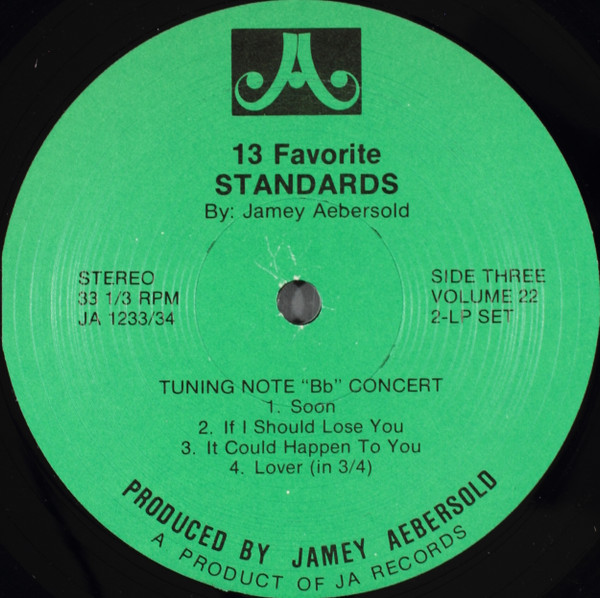 A
13 Favorite
STANDARDS
By: Jamey Aebersold
STEREO
33 1/3 RPM
JA 1233/34
SIDE THREE
VOLUME 22
2-LP SET
TUNING NOTE "Bb" CONCERT
1. Soon
2. If I Should Lose You
3. It Could Happen To You
4. Lover (in 3/4)
PRODUCED BY JAMEY AEBERSOLD
A PRODUCT OF JA RECORDS